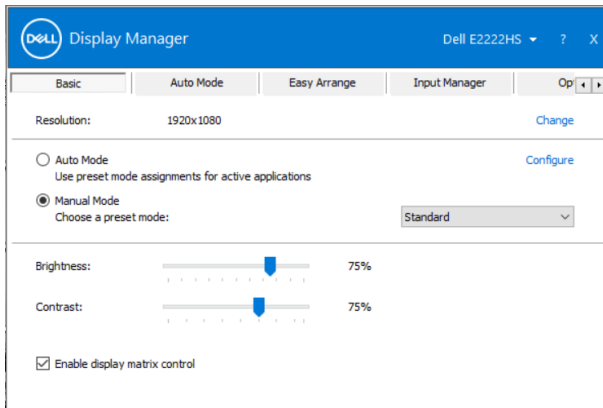 DELL Display Manager Dell E2222HS ? X
Basic Auto Mode Easy Arrange Input Manager Op
Resolution: 1920x1080 Change
Auto Mode Configure
Use preset mode assignments for active applications
Manual Mode
Choose a preset mode: Standard
Brightness: 75%
Contrast: 75%
Enable display matrix control